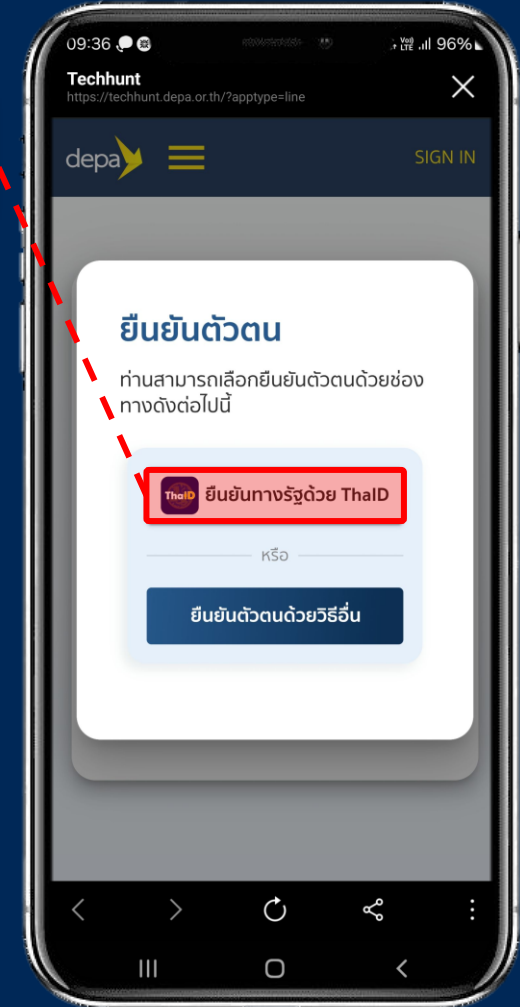 09:36
96%
Techhunt
https://techhunt.depa.or.th/?apptype=line
depa
SIGN IN
ยืนยันตัวตน
ท่านสามารถเลือกยืนยันตัวตนด้วยช่อง
ทางดังต่อไปนี้
ThaID ยืนยันทางรัฐด้วย ThaID
หรือ
ยืนยันตัวตนด้วยวิธีอื่น